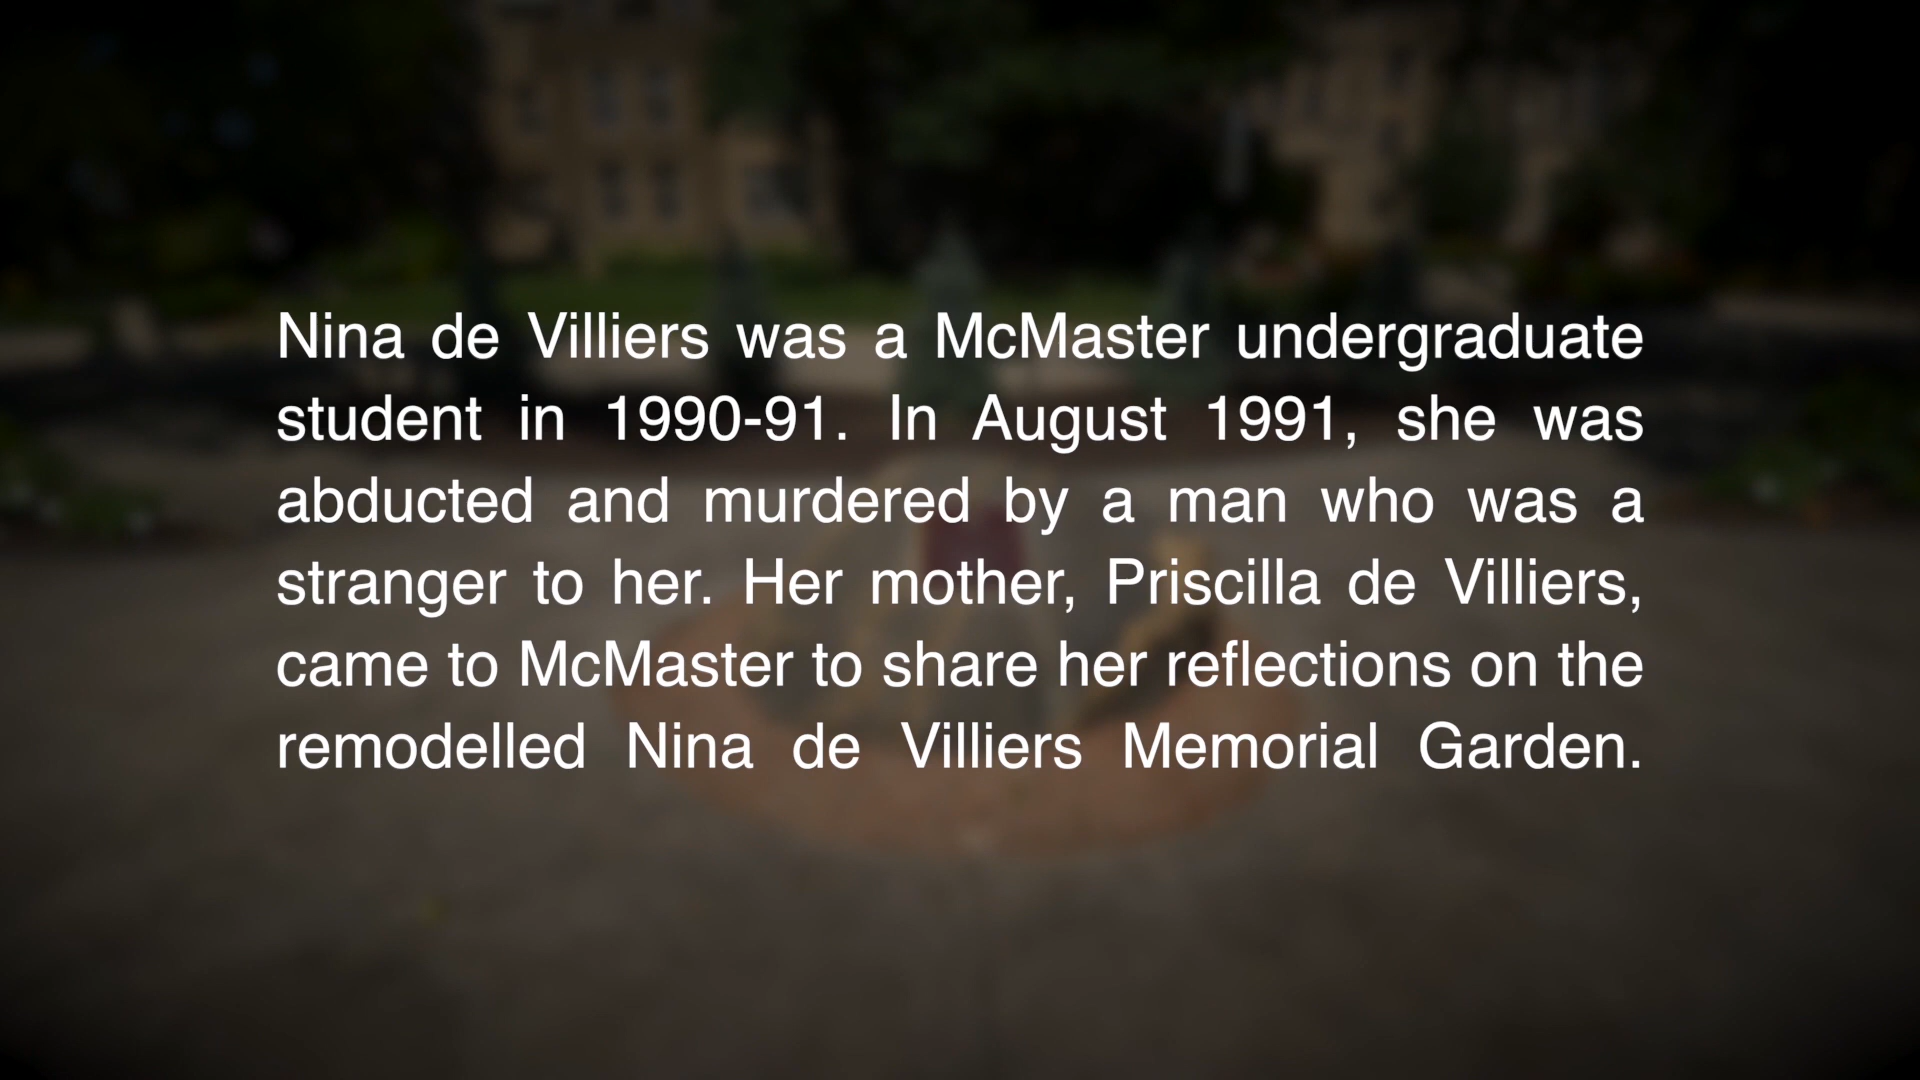 Nina de Villiers was a McMaster undergraduate
student in 1990-91. In August 1991, she was
abducted and murdered by a man who was a
stranger to her. Her mother, Priscilla de Villiers,
came to McMaster to share her reflections on the
remodelled Nina de Villiers Memorial Garden.